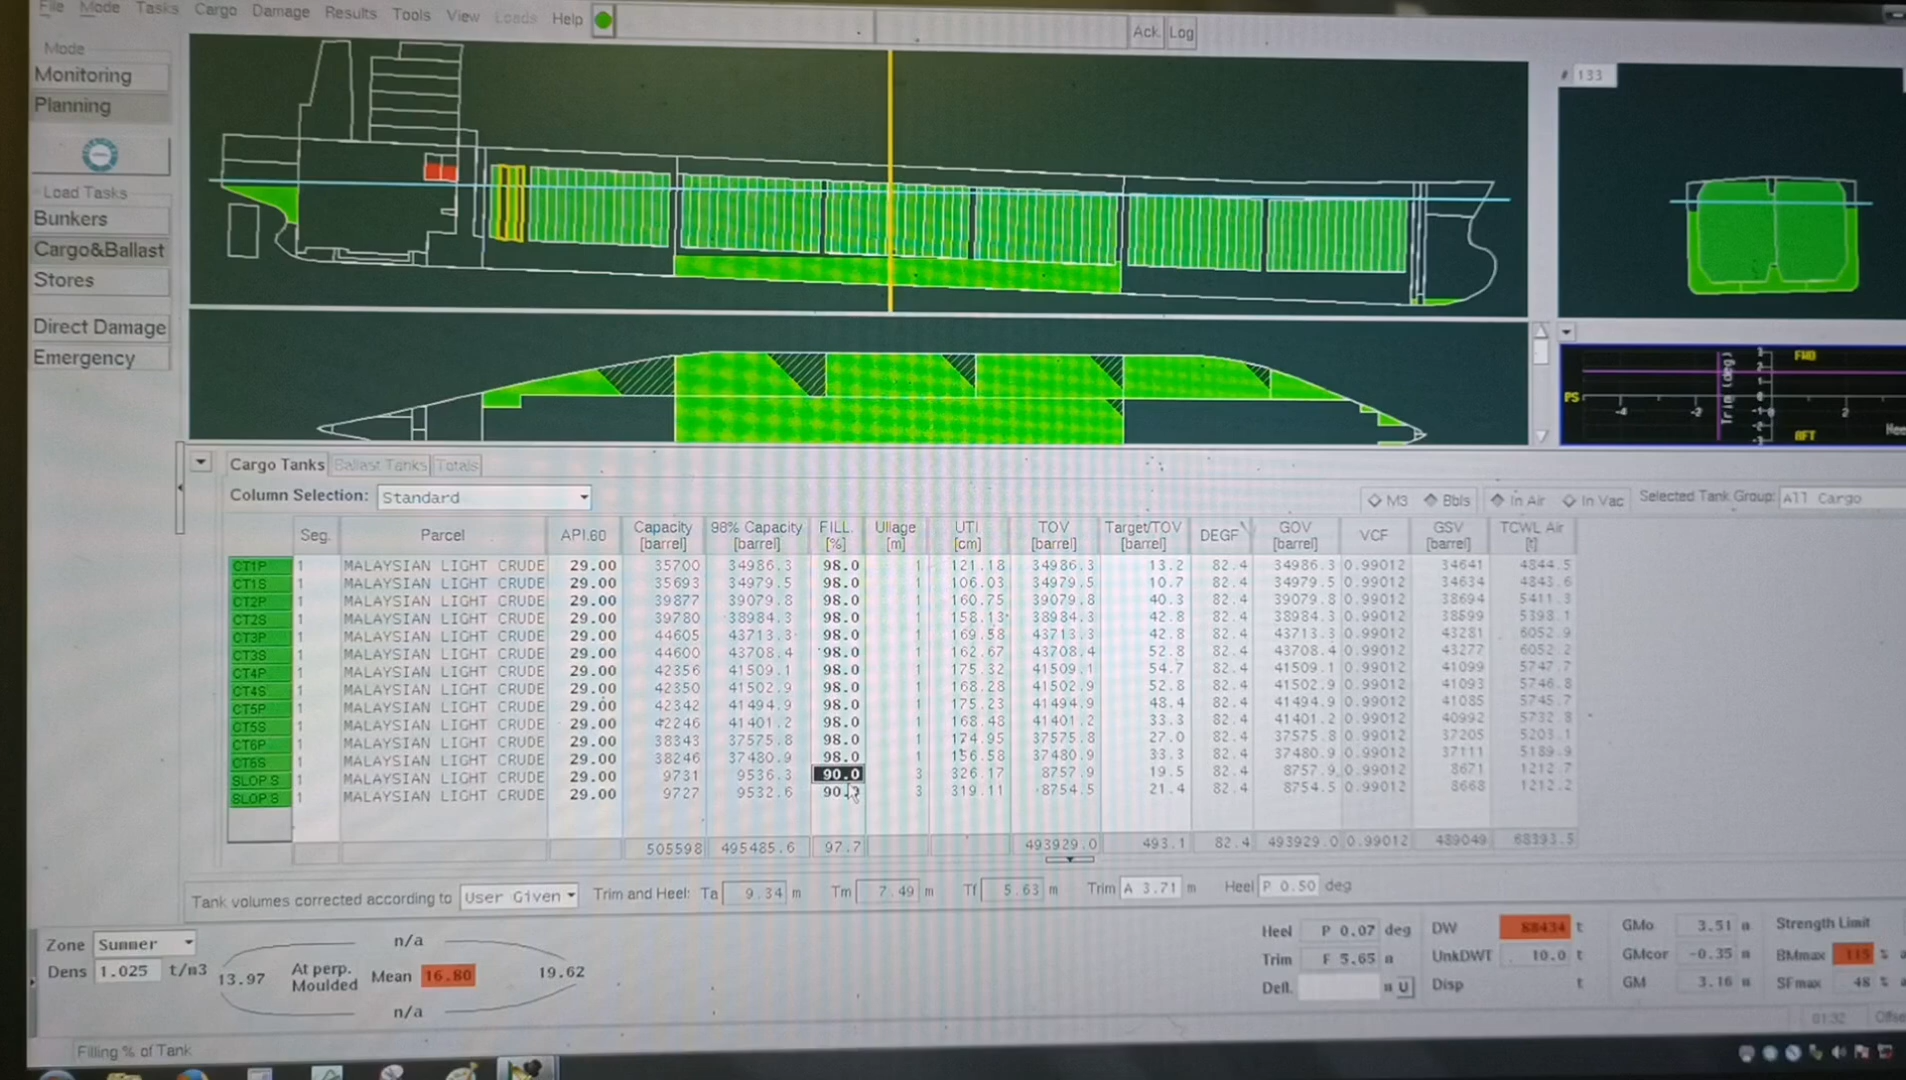 File Mode Tasks Cargo Damage Results Tools View Loads Help Ack Log
Mode
Monitoring
Planning
Load Tasks
Bunkers
Cargo&Ballast
Stores
Direct Damage
Emergency
# 133
FWD
PS
Trim (deg)
-4 -2 2
AFT
Cargo Tanks Ballast Tanks Totals
Column Selection: Standard M3 Bbls In Air In Vac Selected Tank Group: All Cargo
Seg. Parcel API.60 Capacity [barrel] 98% Capacity [barrel] FILL. [%] Ullage [m] UTI [cm] TOV [barrel] Target/TOV [barrel] DEGF GOV [barrel] VCF GSV [barrel] TCWL Air [t]
CT1P 1 MALAYSIAN LIGHT CRUDE 29.00 35700 34986.3 98.0 1 121.18 34986.3 13.2 82.4 34986.3 0.99012 34641 4844.5
CT1S 1 MALAYSIAN LIGHT CRUDE 29.00 35693 34979.5 98.0 1 106.03 34979.5 10.7 82.4 34979.5 0.99012 34634 4843.6
CT2P 1 MALAYSIAN LIGHT CRUDE 29.00 39877 39079.8 98.0 1 160.75 39079.8 40.3 82.4 39079.8 0.99012 38694 5411.3
CT2S 1 MALAYSIAN LIGHT CRUDE 29.00 39780 38984.3 98.0 1 158.13 38984.3 42.8 82.4 38984.3 0.99012 38599 5398.1
CT3P 1 MALAYSIAN LIGHT CRUDE 29.00 44605 43713.3 98.0 1 169.58 43713.3 42.8 82.4 43713.3 0.99012 43281 6052.9
CT3S 1 MALAYSIAN LIGHT CRUDE 29.00 44600 43708.4 98.0 1 162.67 43708.4 52.8 82.4 43708.4 0.99012 43277 6052.2
CT4P 1 MALAYSIAN LIGHT CRUDE 29.00 42356 41509.1 98.0 1 175.32 41509.1 54.7 82.4 41509.1 0.99012 41099 5747.7
CT4S 1 MALAYSIAN LIGHT CRUDE 29.00 42350 41502.9 98.0 1 168.28 41502.9 52.8 82.4 41502.9 0.99012 41093 5746.8
CT5P 1 MALAYSIAN LIGHT CRUDE 29.00 42342 41494.9 98.0 1 175.23 41494.9 48.4 82.4 41494.9 0.99012 41085 5745.7
CT5S 1 MALAYSIAN LIGHT CRUDE 29.00 42246 41401.2 98.0 1 168.48 41401.2 33.3 82.4 41401.2 0.99012 40992 5732.8
CT6P 1 MALAYSIAN LIGHT CRUDE 29.00 38343 37575.8 98.0 1 174.95 37575.8 27.0 82.4 37575.8 0.99012 37205 5203.1
CT6S 1 MALAYSIAN LIGHT CRUDE 29.00 38246 37480.9 98.0 1 156.58 37480.9 33.3 82.4 37480.9 0.99012 37111 5189.9
SLOP.S 1 MALAYSIAN LIGHT CRUDE 29.00 9731 9536.3 90.0 3 326.17 8757.9 19.5 82.4 8757.9 0.99012 8671 1212.7
SLOP.S 1 MALAYSIAN LIGHT CRUDE 29.00 9727 9532.6 3 319.11 8754.5 21.4 82.4 8754.5 0.99012 8668 1212.2
505598 495485.6 97.7 493929.0 493.1 82.4 493929.0 0.99012 489049 68393.5
Tank volumes corrected according to User Given Trim and Heel: Ta 9.34 m Tm 7.49 m Tf 5.63 m Trim A 3.71 m Heel P 0.50 deg
Zone Summer n/a
Dens 1.025 t/m3 13.97 At perp. Moulded Mean 16.80 19.62
n/a
Heel P 0.07 deg DW 88434 t GMo 3.51 m Strength Limit
Trim F 5.65 m UnkDWT 10.0 t GMcor -0.35 m BMmax 115 %
Defl. m U Disp t GM 3.16 m SFmax 48 %
01:32
Filling % of Tank